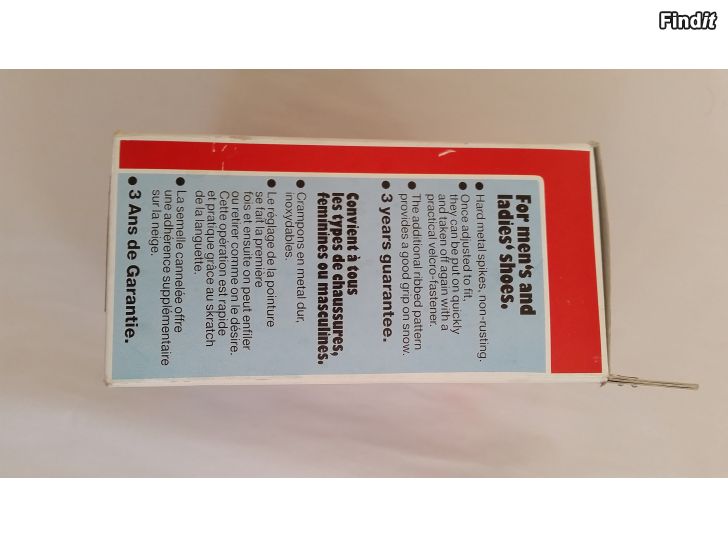 Findit
For men's and
ladies' shoes.
● Hard metal spikes, non-rusting.
● Once adjusted to fit,
they can be put on quickly
and taken off again with a
practical velcro-fastener.
● The additional ribbed pattern
provides a good grip on snow.
● 3 years guarantee.
Convient à tous
les types de chaussures,
feminines ou masculines.
● Crampons en metal dur,
inoxydables.
● Le réglage de la pointure
se fait la première
fois et ensuite on peut enfiler
ou retirer comme on le désire.
Cette opération est rapide
et pratique grâce au skratch
de la languette.
● La semelle cannelée offre
une adhérence supplémentaire
sur la neige.
● 3 Ans de Garantie.